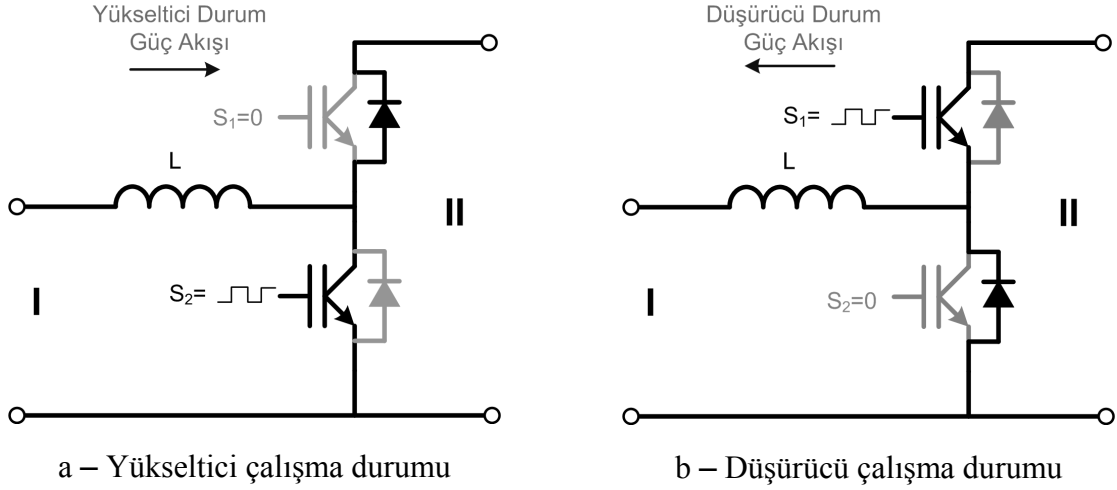 Yükseltici Durum
Güç Akışı
S₁=0
L
II
S₂=
I
a – Yükseltici çalışma durumu
Düşürücü Durum
Güç Akışı
S₁=
L
II
S₂=0
I
b – Düşürücü çalışma durumu